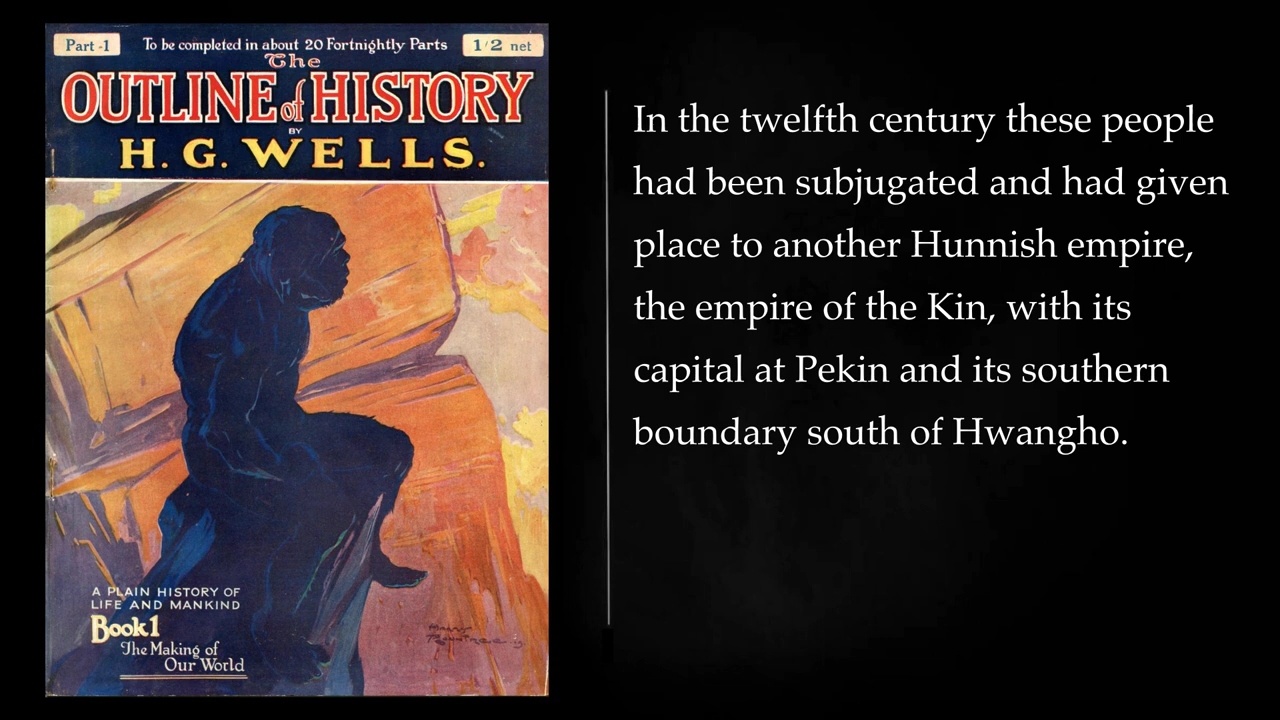 Part -1
To be completed in about 20 Fortnightly Parts
1/2 net
The
OUTLINE of HISTORY
BY
H. G. WELLS.
A PLAIN HISTORY OF
LIFE AND MANKIND
Book 1
The Making of
Our World
In the twelfth century these people
had been subjugated and had given
place to another Hunnish empire,
the empire of the Kin, with its
capital at Pekin and its southern
boundary south of Hwangho.